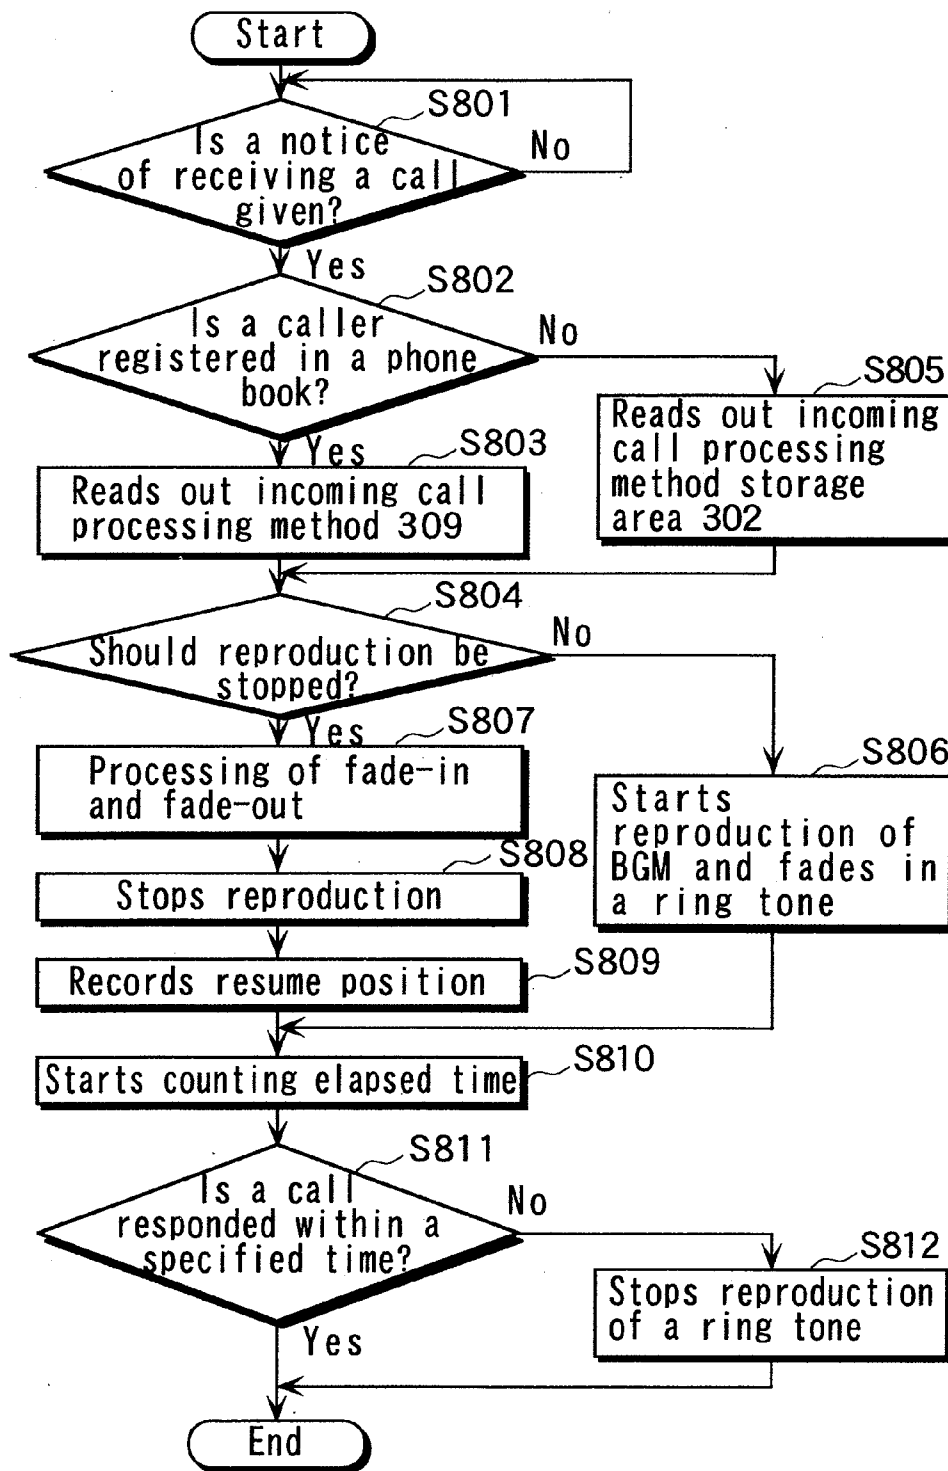 Start
S801
Is a notice
of receiving a call
given?
No
Yes
S802
Is a caller
registered in a phone
book?
No
Yes
S803
Reads out incoming call
processing method 309
S805
Reads out incoming
call processing
method storage
area 302
S804
Should reproduction be
stopped?
No
Yes
S807
Processing of fade-in
and fade-out
S806
Starts
reproduction of
BGM and fades in
a ring tone
S808
Stops reproduction
S809
Records resume position
S810
Starts counting elapsed time
S811
Is a call
responded within a
specified time?
No
Yes
S812
Stops reproduction
of a ring tone
End